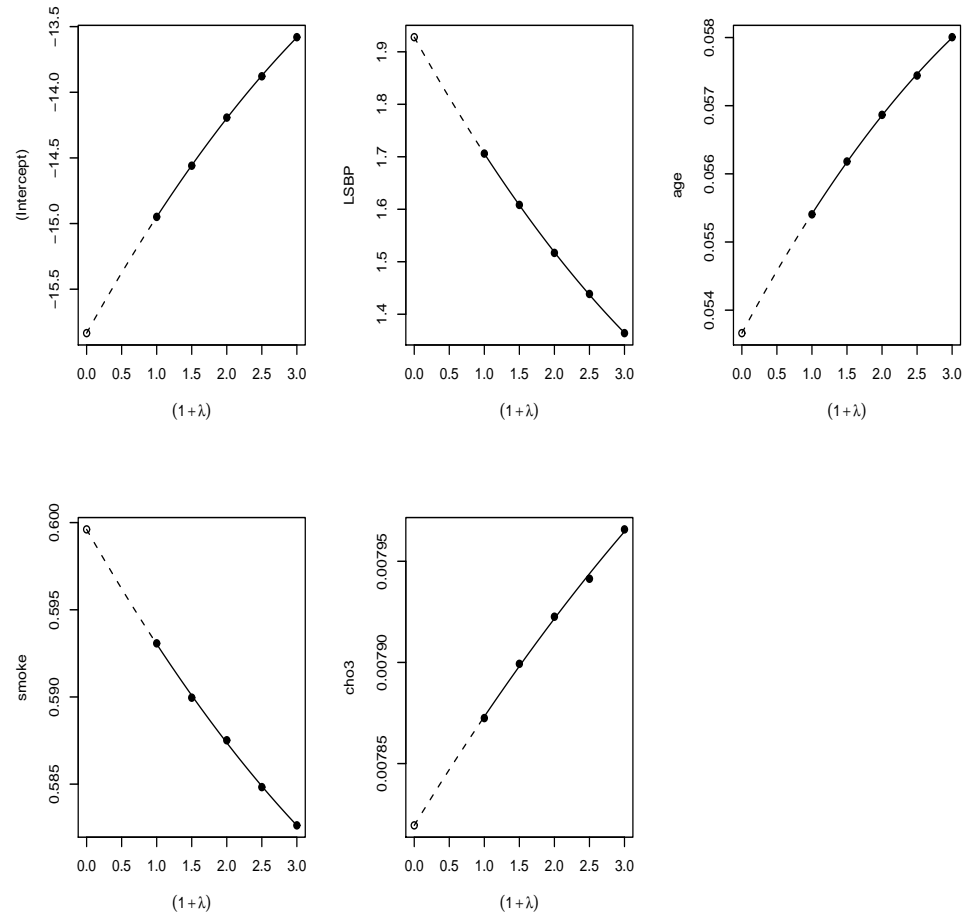 (Intercept)
−13.5
−14.0
−14.5
−15.0
−15.5
0.0 0.5 1.0 1.5 2.0 2.5 3.0
(1+λ)
LSBP
1.9
1.8
1.7
1.6
1.5
1.4
0.0 0.5 1.0 1.5 2.0 2.5 3.0
(1+λ)
age
0.058
0.057
0.056
0.055
0.054
0.0 0.5 1.0 1.5 2.0 2.5 3.0
(1+λ)
smoke
0.600
0.595
0.590
0.585
0.0 0.5 1.0 1.5 2.0 2.5 3.0
(1+λ)
cho3
0.00795
0.00790
0.00785
0.0 0.5 1.0 1.5 2.0 2.5 3.0
(1+λ)